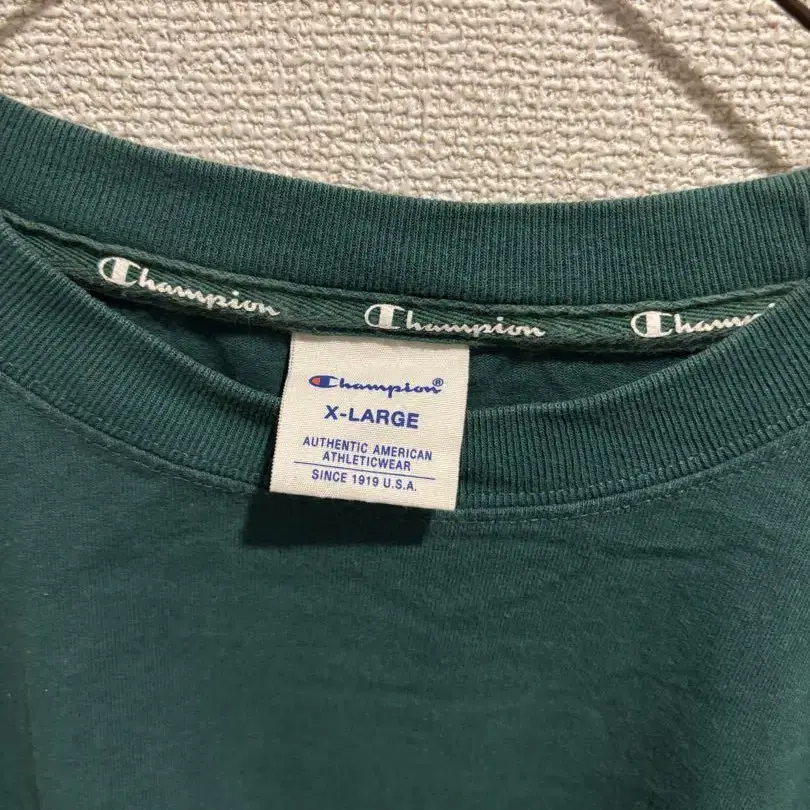 Champion Champion Champion
Champion®
X-LARGE
AUTHENTIC AMERICAN
ATHLETICWEAR
SINCE 1919 U.S.A.